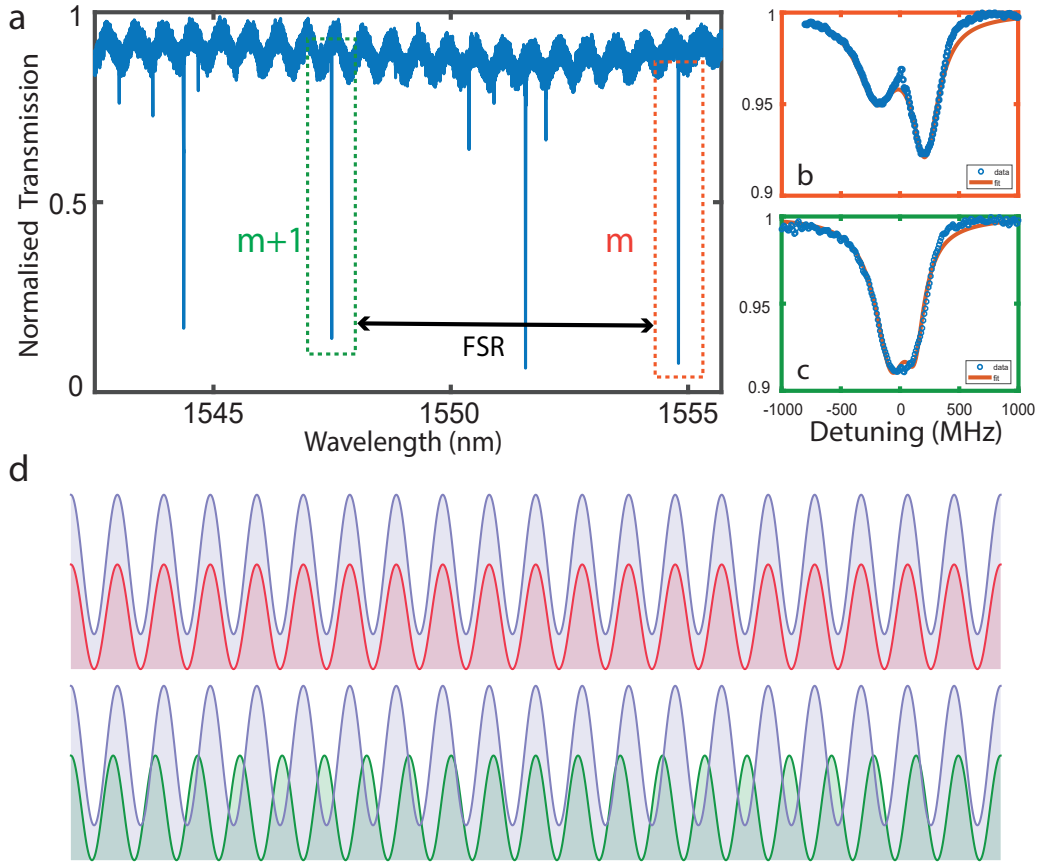 a
Normalised Transmission
1
0.5
0
m+1
m
FSR
1545
1550
1555
Wavelength (nm)
1
0.95
0.9
b
data
fit
1
0.95
0.9
c
data
fit
-1000
-500
0
500
1000
Detuning (MHz)
d